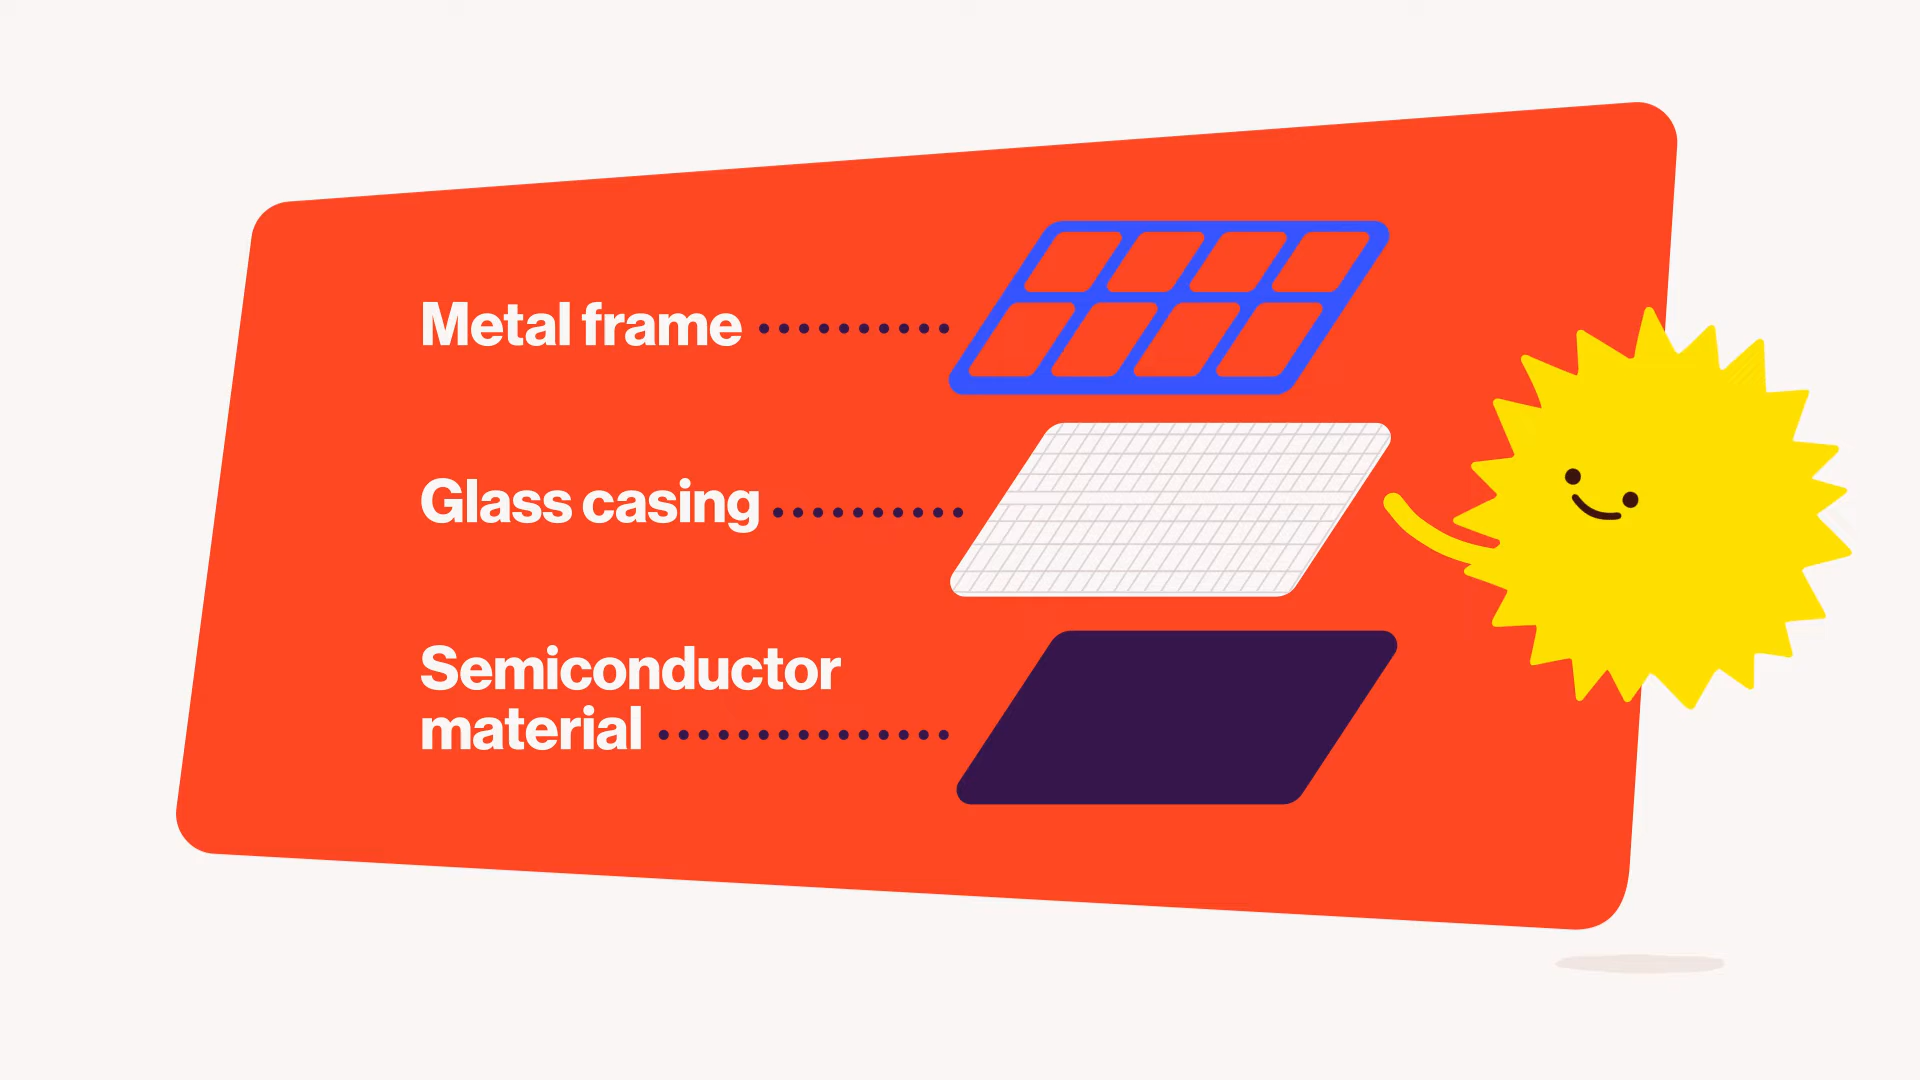 Metal frame
Glass casing
Semiconductor
material